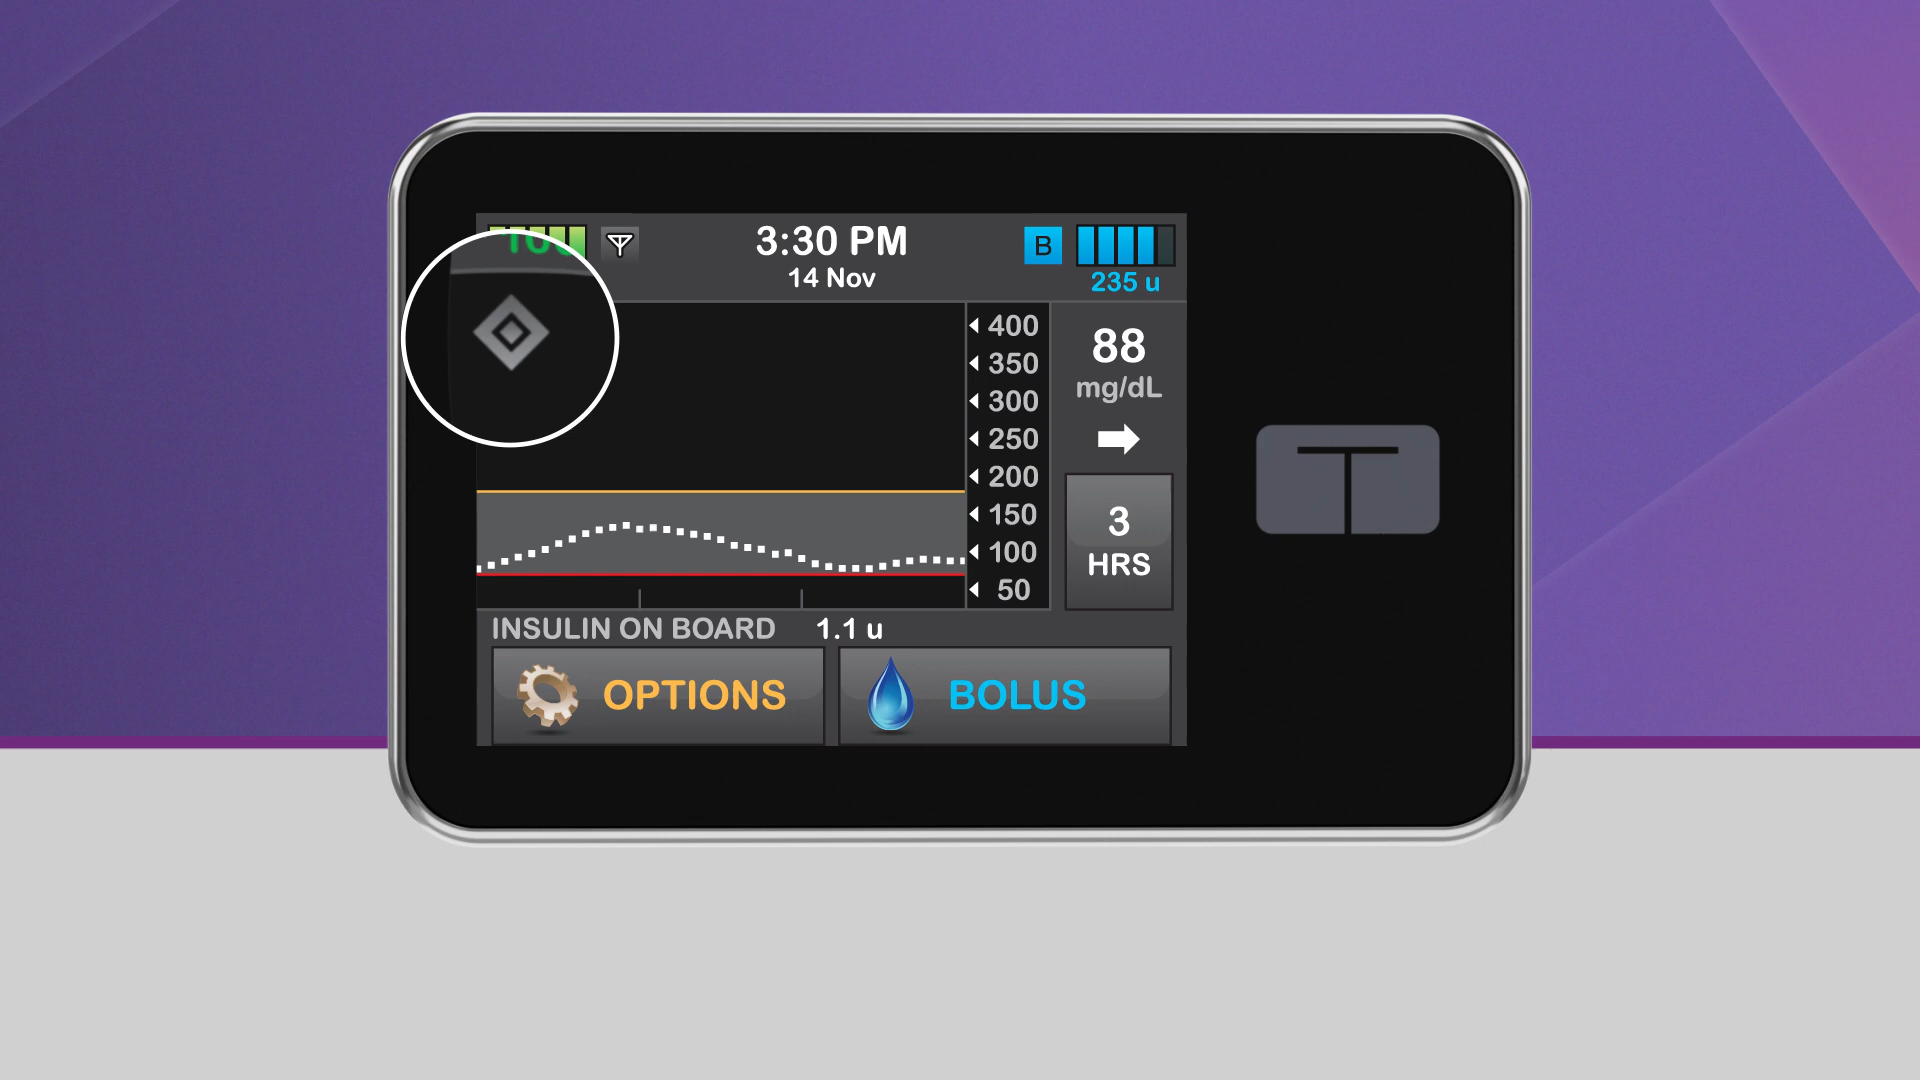 3:30 PM
14 Nov
B
235 u
400
350
300
250
200
150
100
50
88
mg/dL
3
HRS
INSULIN ON BOARD 1.1 u
OPTIONS
BOLUS